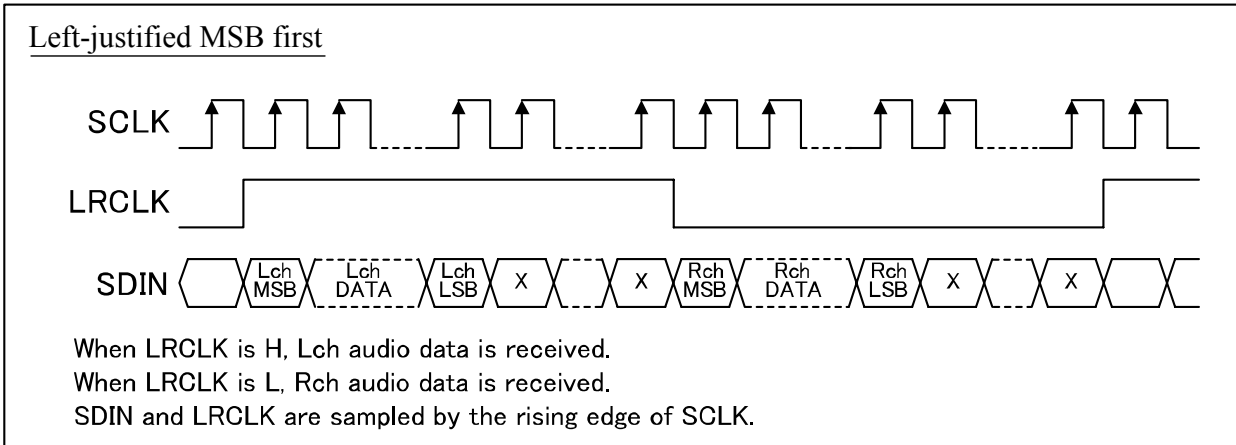 Left-justified MSB first
SCLK
LRCLK
SDIN
Lch MSB
Lch DATA
Lch LSB
X
X
Rch MSB
Rch DATA
Rch LSB
X
X
When LRCLK is H, Lch audio data is received.
When LRCLK is L, Rch audio data is received.
SDIN and LRCLK are sampled by the rising edge of SCLK.